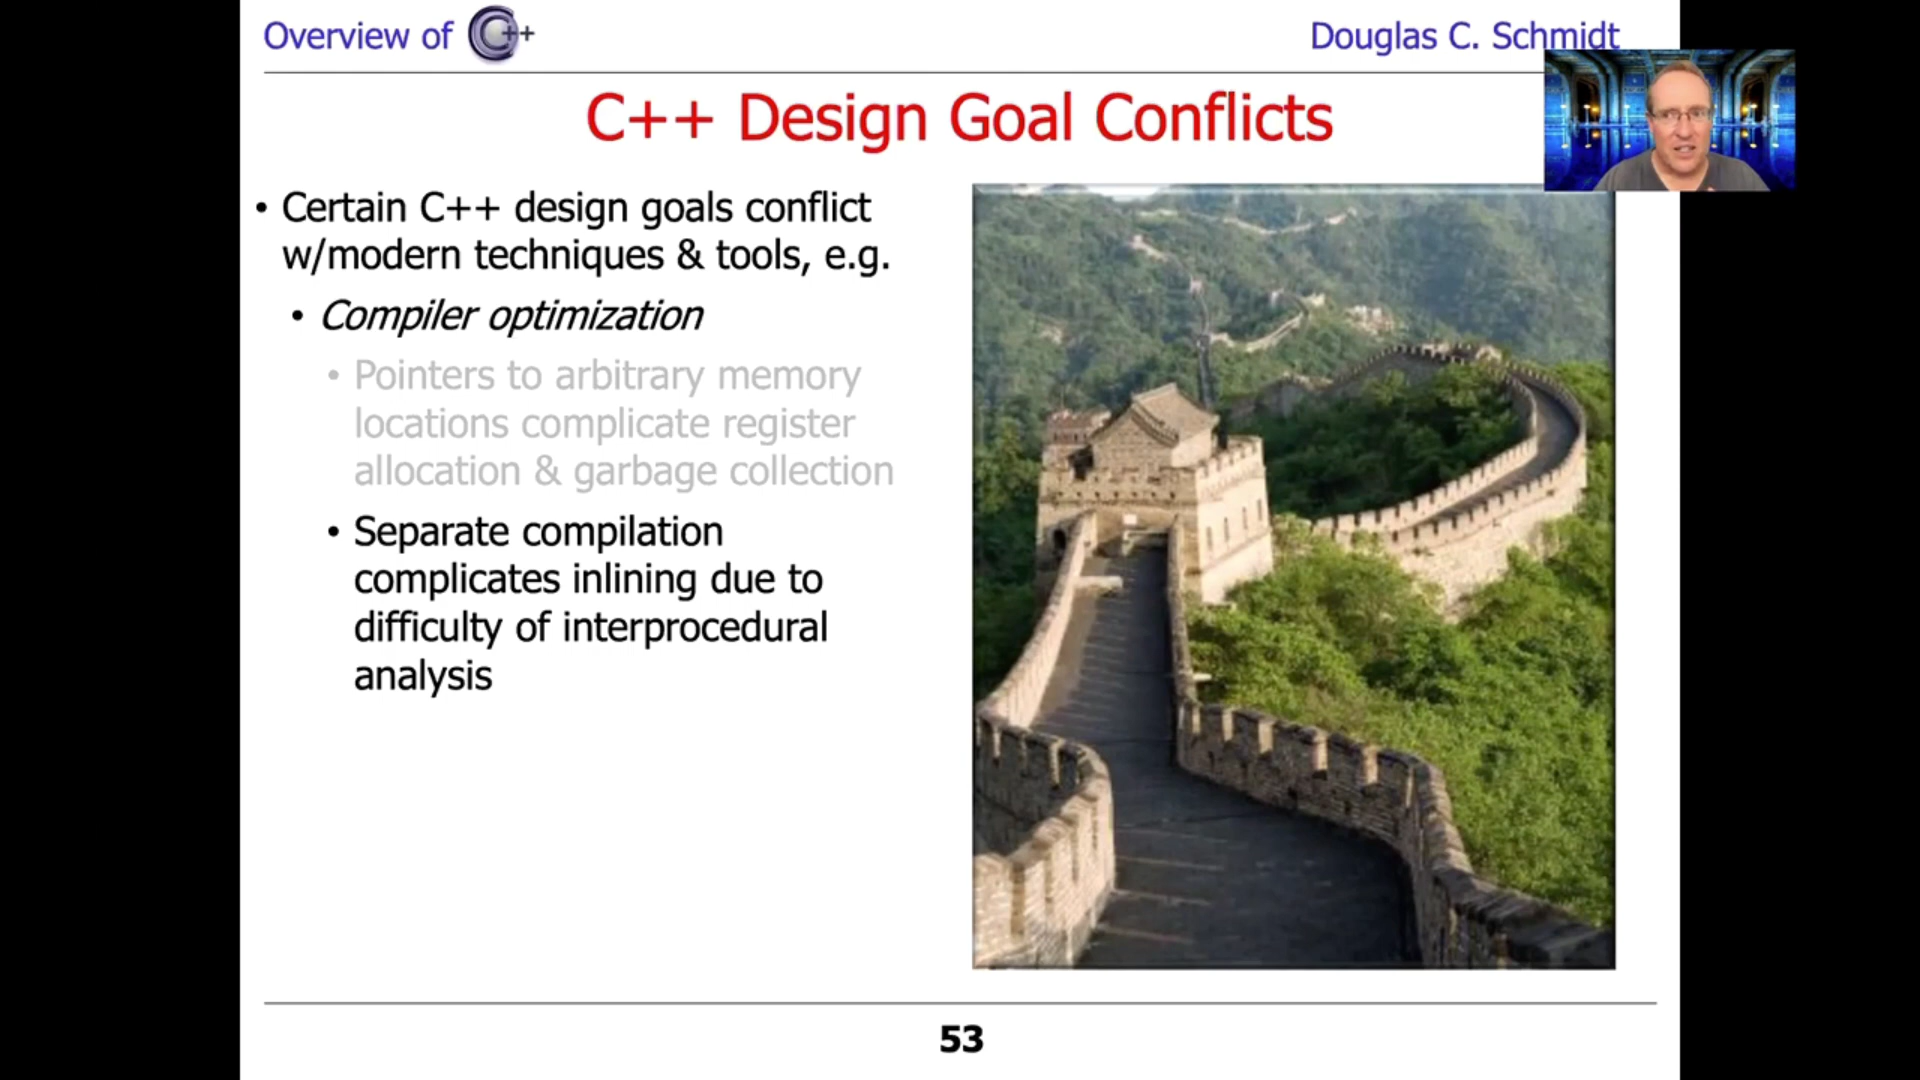 Overview of C++
Douglas C. Schmidt
C++ Design Goal Conflicts
• Certain C++ design goals conflict
w/modern techniques & tools, e.g.
• Compiler optimization
• Pointers to arbitrary memory
locations complicate register
allocation & garbage collection
• Separate compilation
complicates inlining due to
difficulty of interprocedural
analysis
53